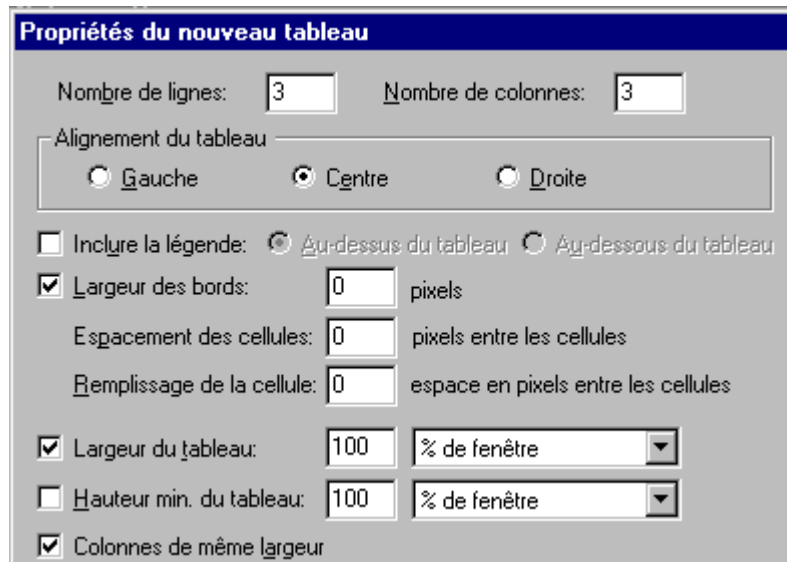 Propriétés du nouveau tableau
Nombre de lignes: 3 Nombre de colonnes: 3
Alignement du tableau
Gauche Centre Droite
Inclure la légende: Au-dessus du tableau Au-dessous du tableau
Largeur des bords: 0 pixels
Espacement des cellules: 0 pixels entre les cellules
Remplissage de la cellule: 0 espace en pixels entre les cellules
Largeur du tableau: 100 % de fenêtre
Hauteur min. du tableau: 100 % de fenêtre
Colonnes de même largeur